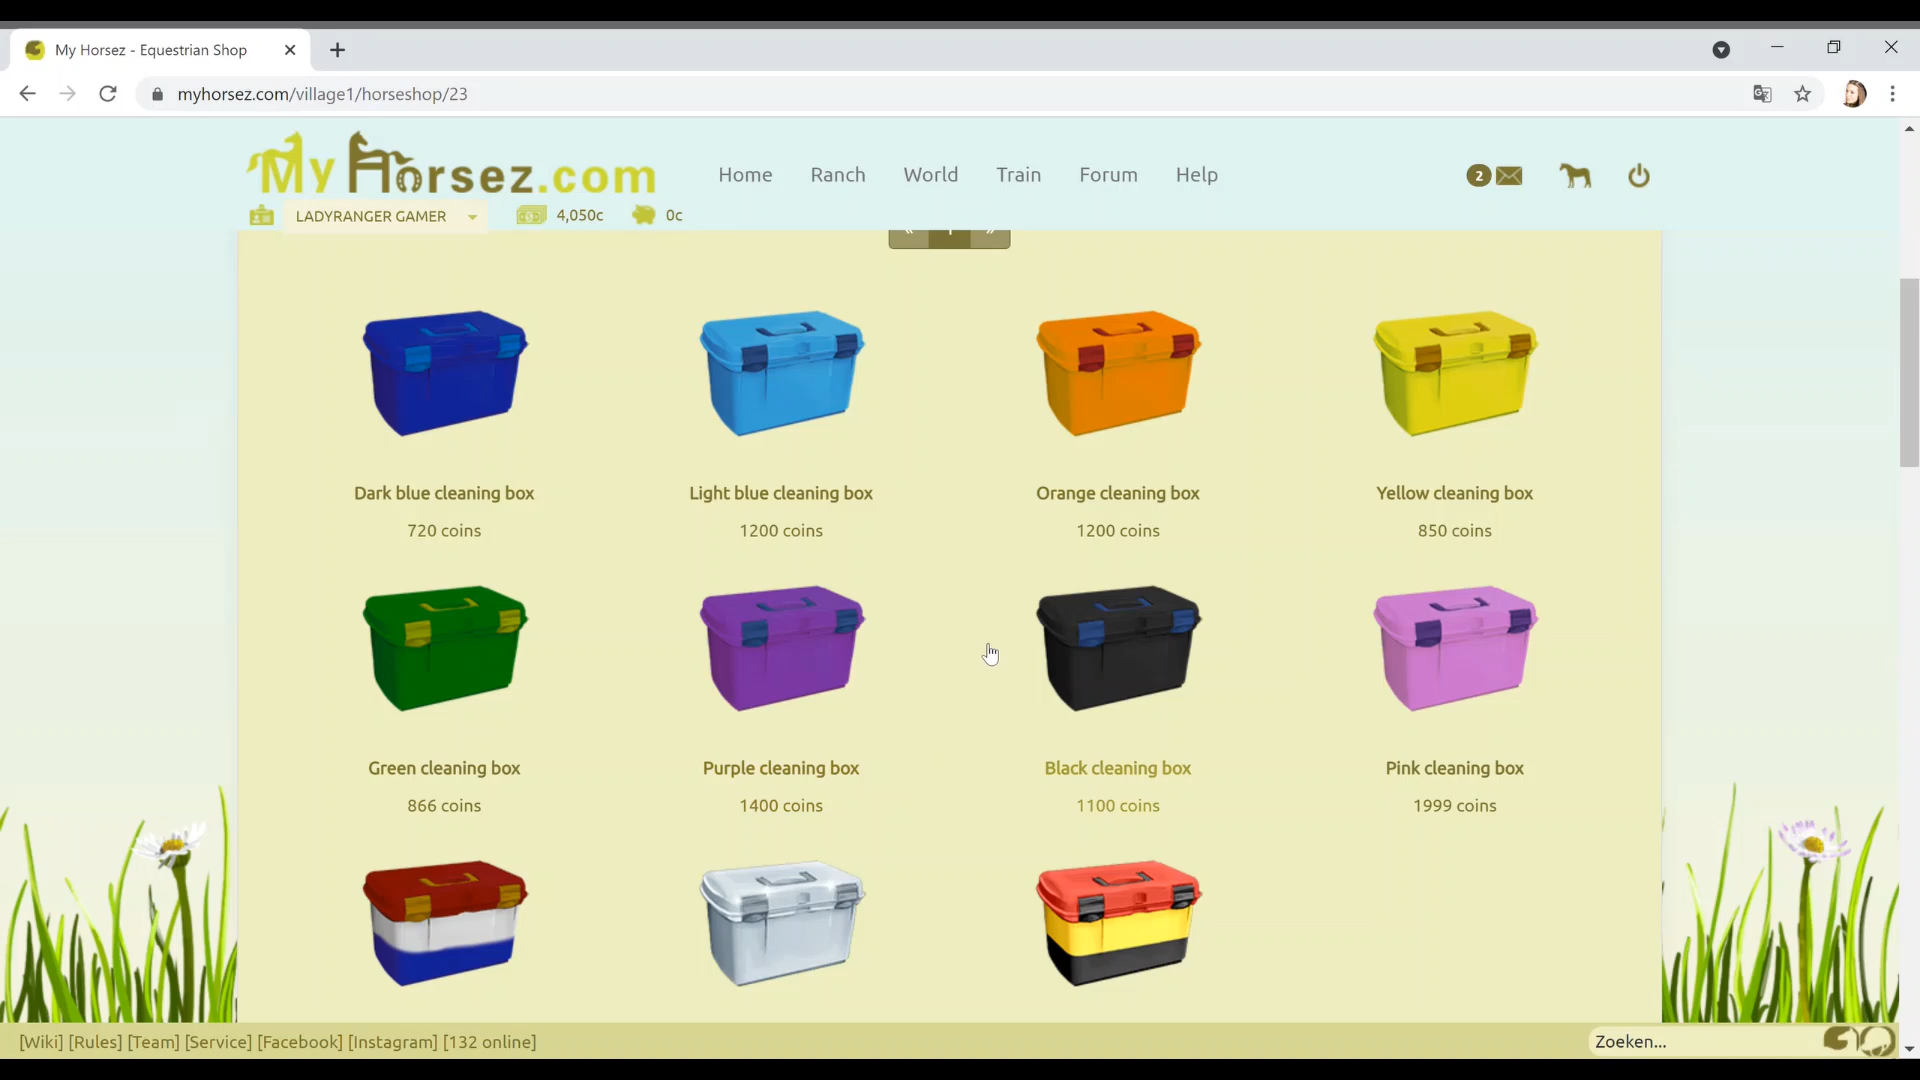 My Horsez - Equestrian Shop
myhorsez.com/village1/horseshop/23
My Horsez.com
Home Ranch World Train Forum Help
2
LADYRANGER GAMER 4,050c 0c
« 1 »
Dark blue cleaning box Light blue cleaning box Orange cleaning box Yellow cleaning box
720 coins 1200 coins 1200 coins 850 coins
Green cleaning box Purple cleaning box Black cleaning box Pink cleaning box
866 coins 1400 coins 1100 coins 1999 coins
[Wiki] [Rules] [Team] [Service] [Facebook] [Instagram] [132 online]
Zoeken...